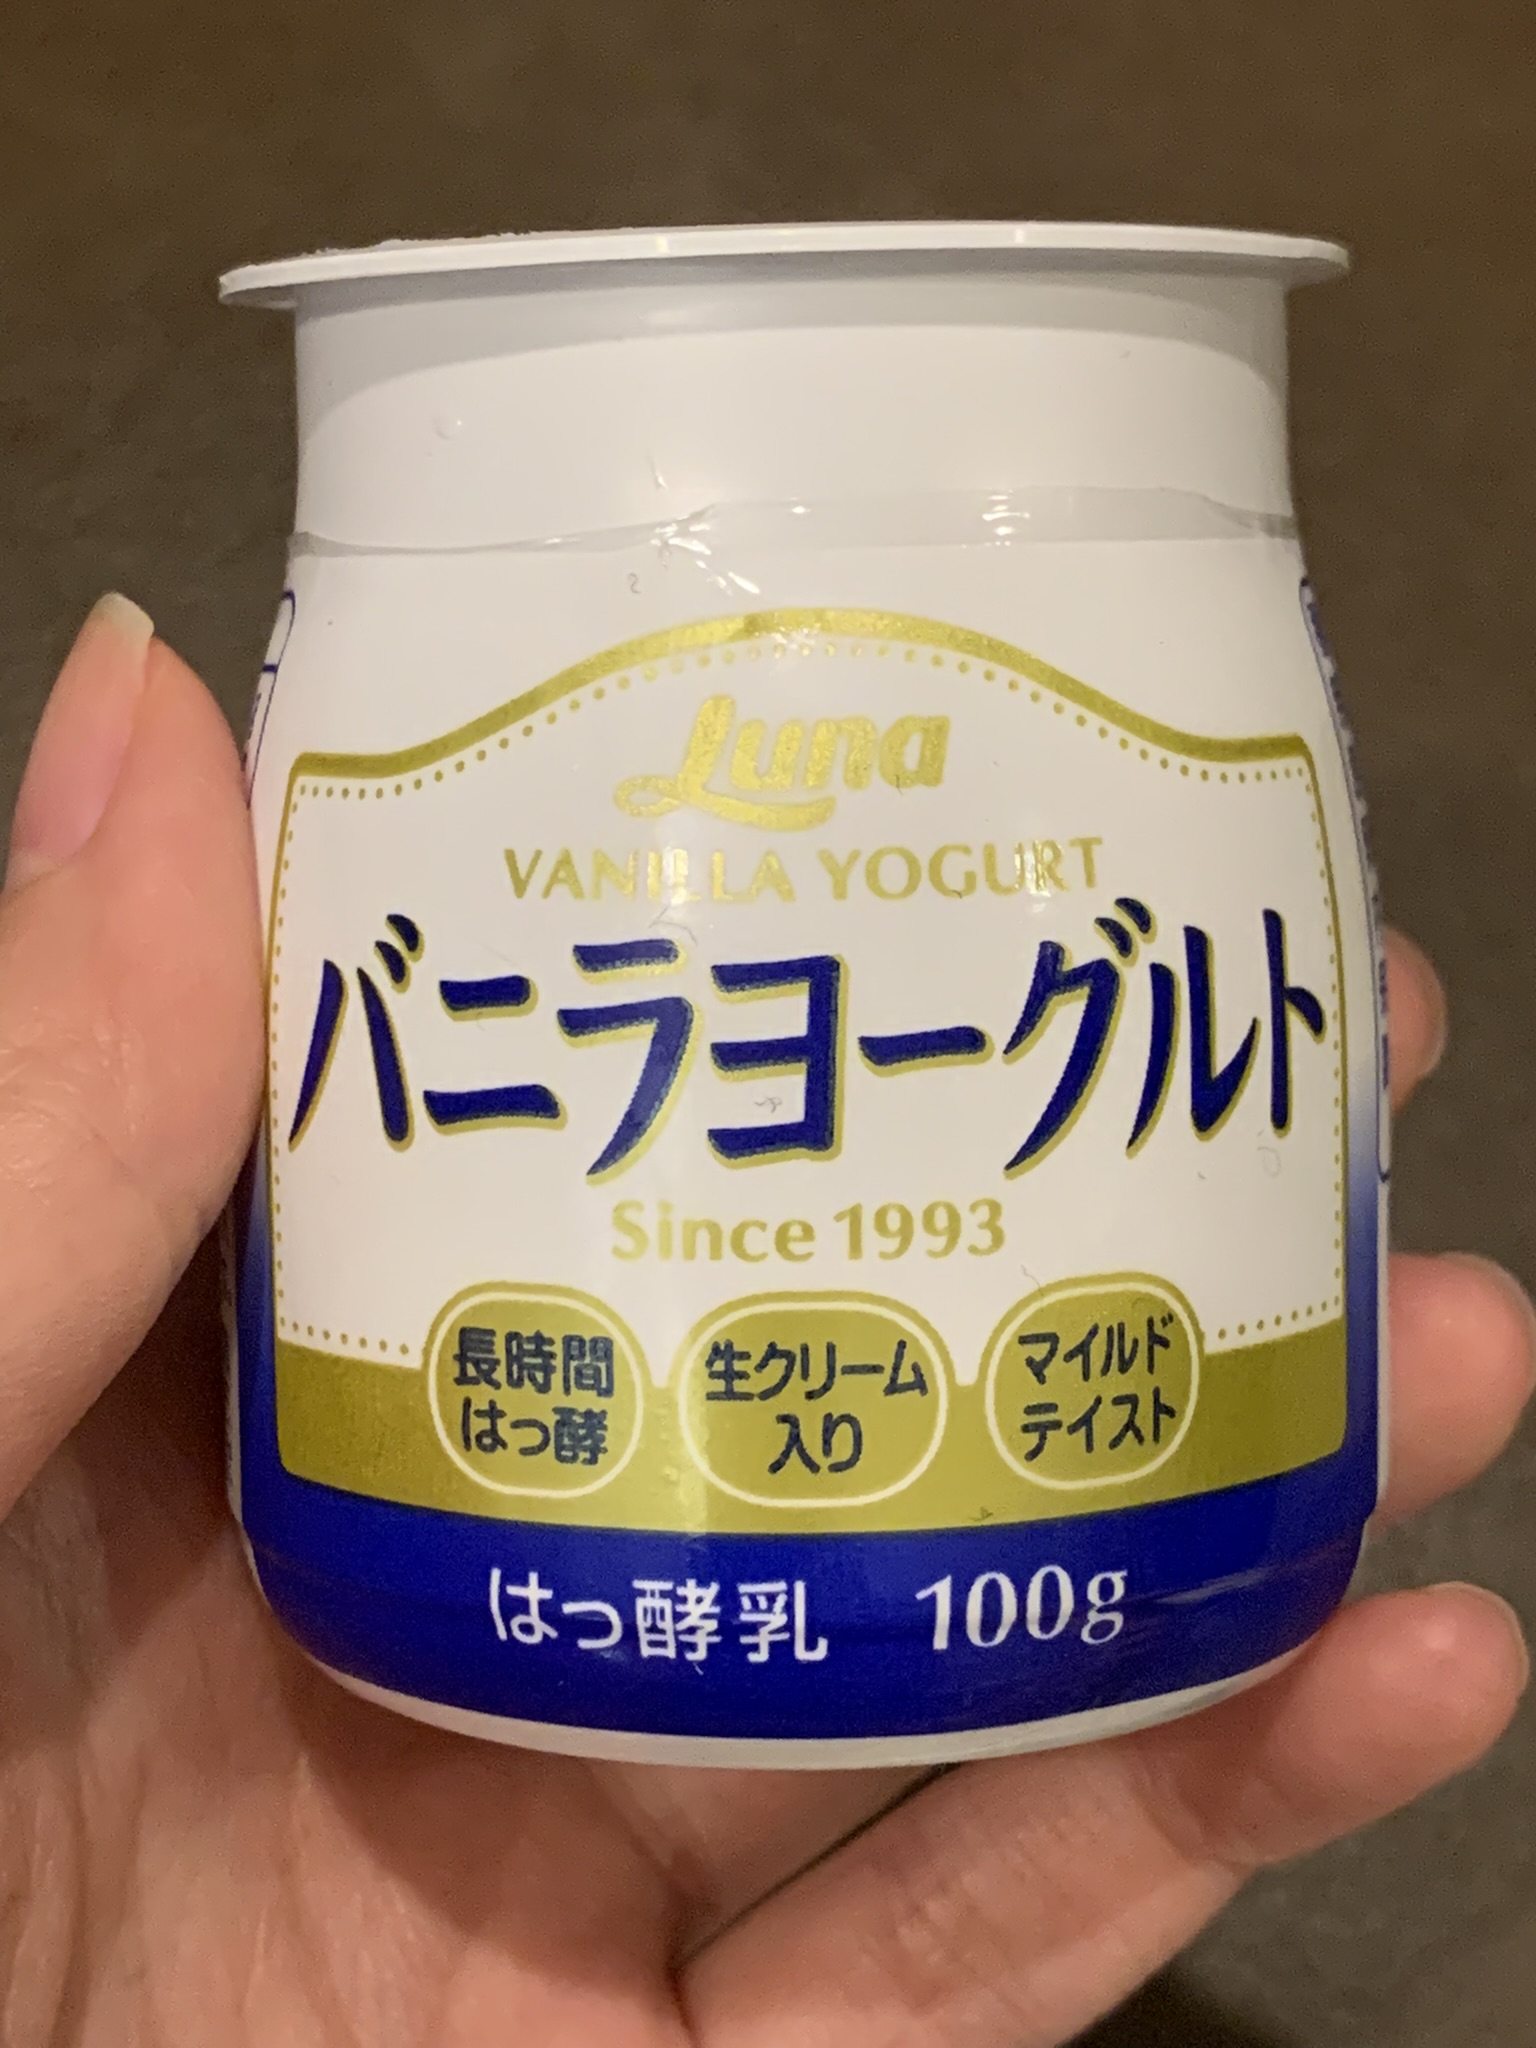 Luna
VANILLA YOGURT
バニラヨーグルト
Since 1993
長時間
はっ酵
生クリーム
入り
マイルド
テイスト
はっ酵乳 100g